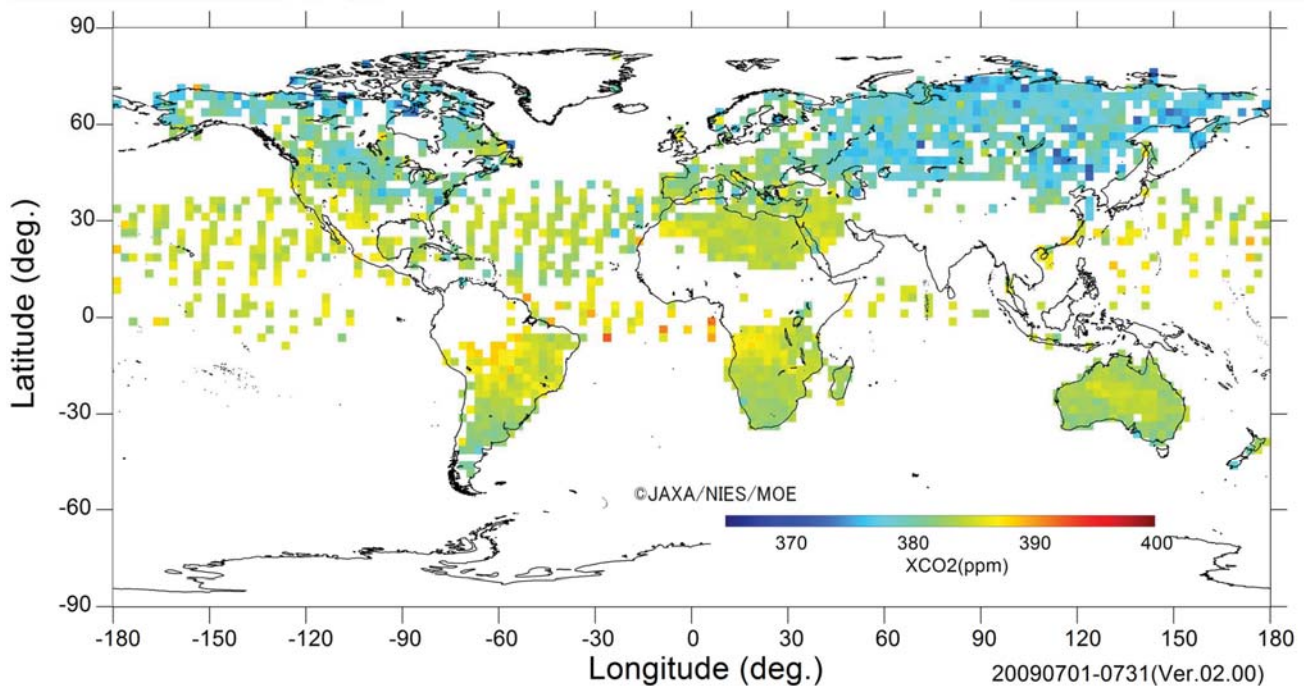 90
60
30
0
-30
-60
-90
Latitude (deg.)
©JAXA/NIES/MOE
370 380 390 400
XCO2(ppm)
-180 -150 -120 -90 -60 -30 0 30 60 90 120 150 180
Longitude (deg.)
20090701-0731(Ver.02.00)